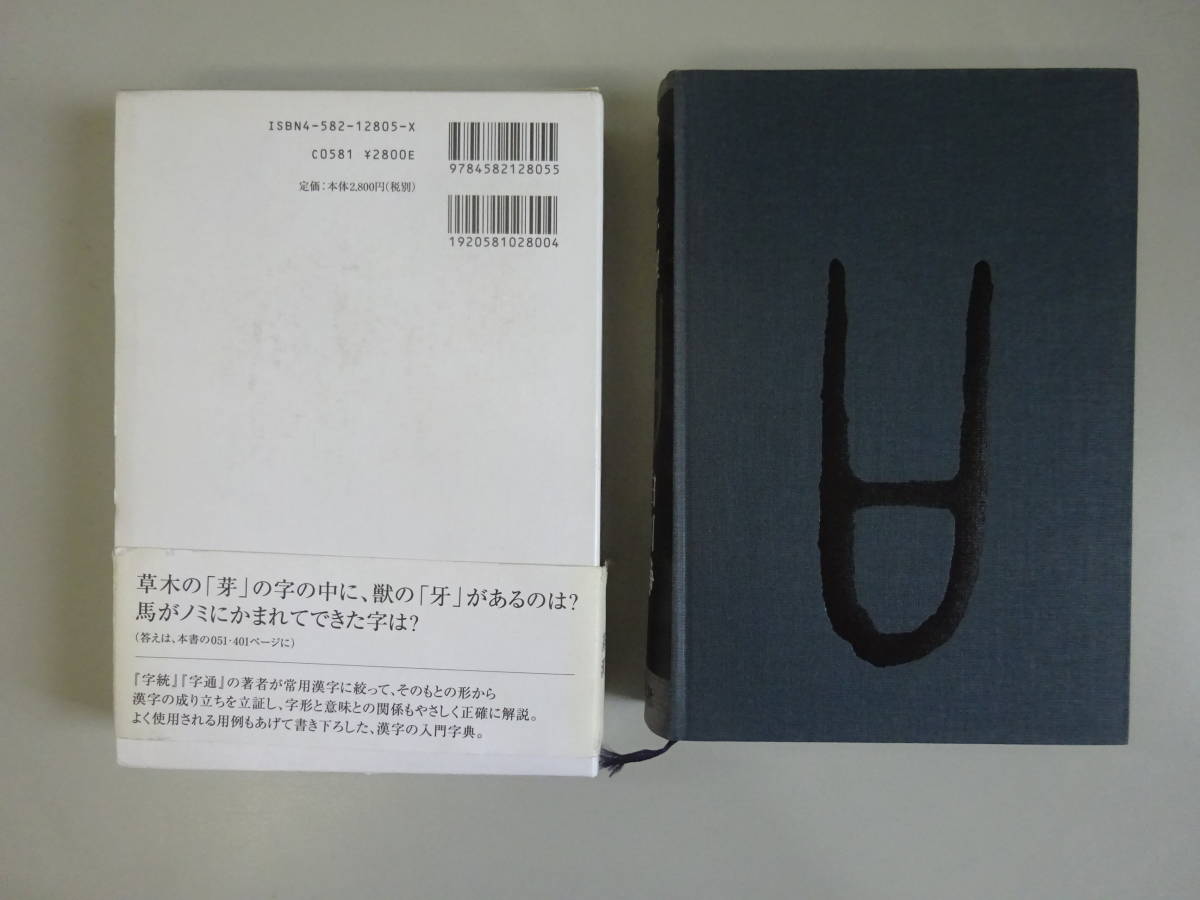 ISBN4-582-12805-X
C0581 ¥2800E
定価：本体2,800円（税別）
9784582128055
1920581028004
草木の「芽」の字の中に、獣の「牙」があるのは？
馬がノミにかまれてできた字は？
（答えは、本書の051・401ページに）
『字統』『字通』の著者が常用漢字に絞って、そのもとの形から
漢字の成り立ちを立証し、字形と意味との関係もやさしく正確に解説。
よく使用される用例もあげて書き下ろした、漢字の入門字典。